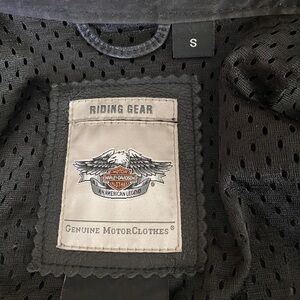 S
RIDING GEAR
HARLEY-DAVIDSON
AN AMERICAN LEGEND
GENUINE MOTORCLOTHES®